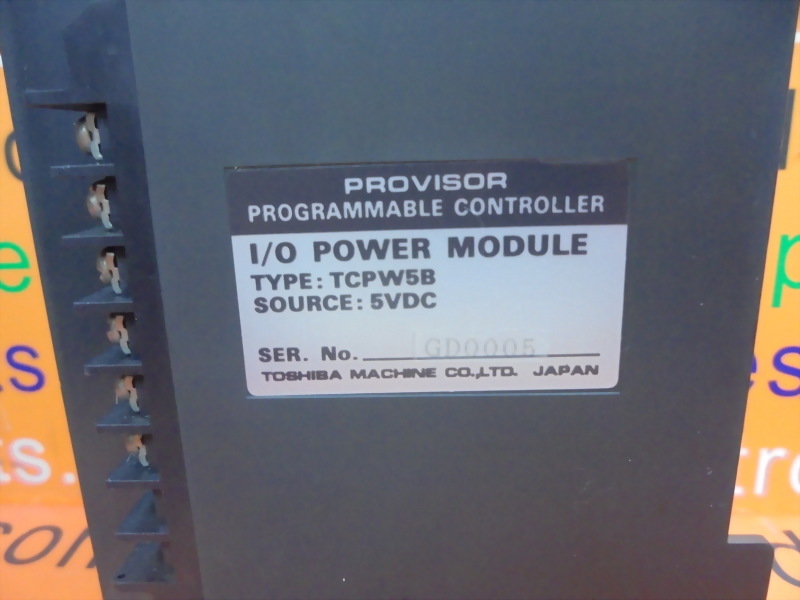 PROVISOR
PROGRAMMABLE CONTROLLER
I/O POWER MODULE
TYPE: TCPW5B
SOURCE: 5VDC
SER. No. GD0005
TOSHIBA MACHINE CO.,LTD. JAPAN